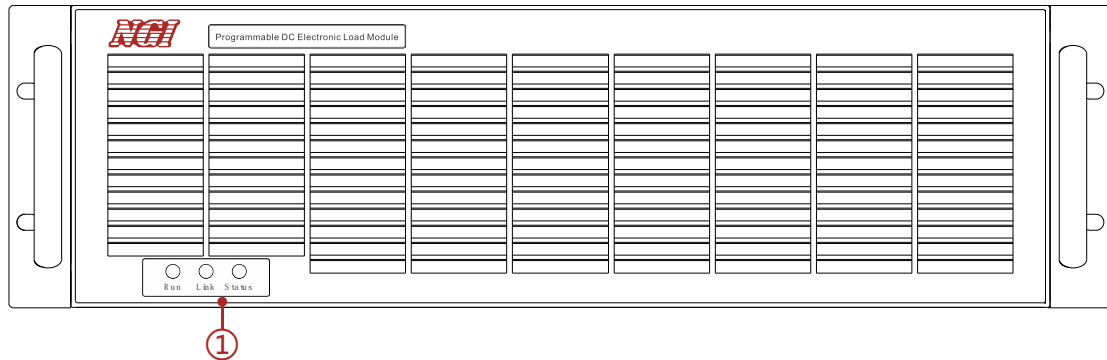 NGI
Programmable DC Electronic Load Module
Run Link Status
①